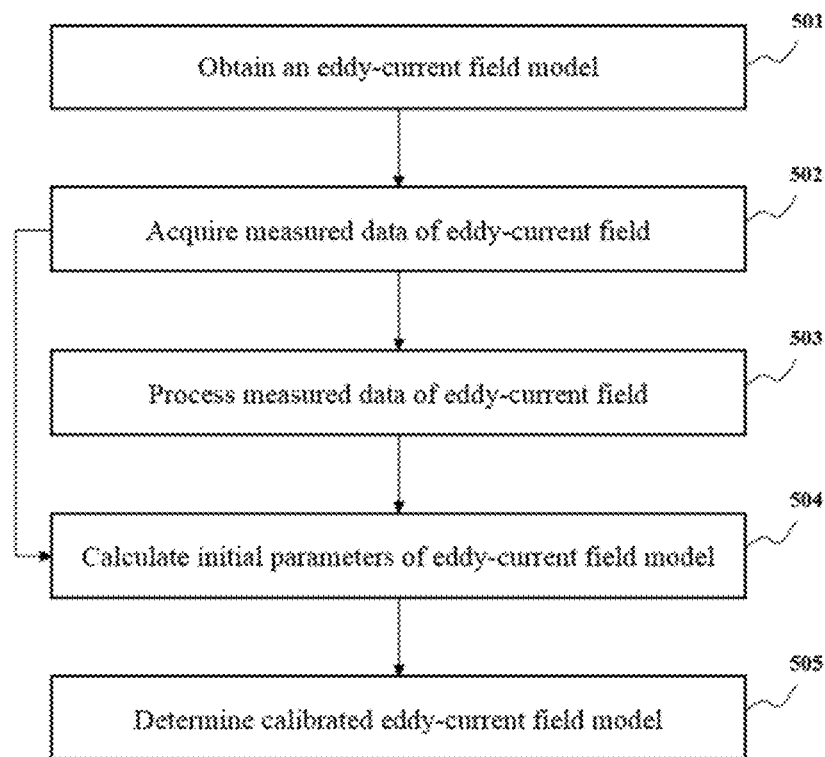 501
Obtain an eddy-current field model
502
Acquire measured data of eddy-current field
503
Process measured data of eddy-current field
504
Calculate initial parameters of eddy-current field model
505
Determine calibrated eddy-current field model